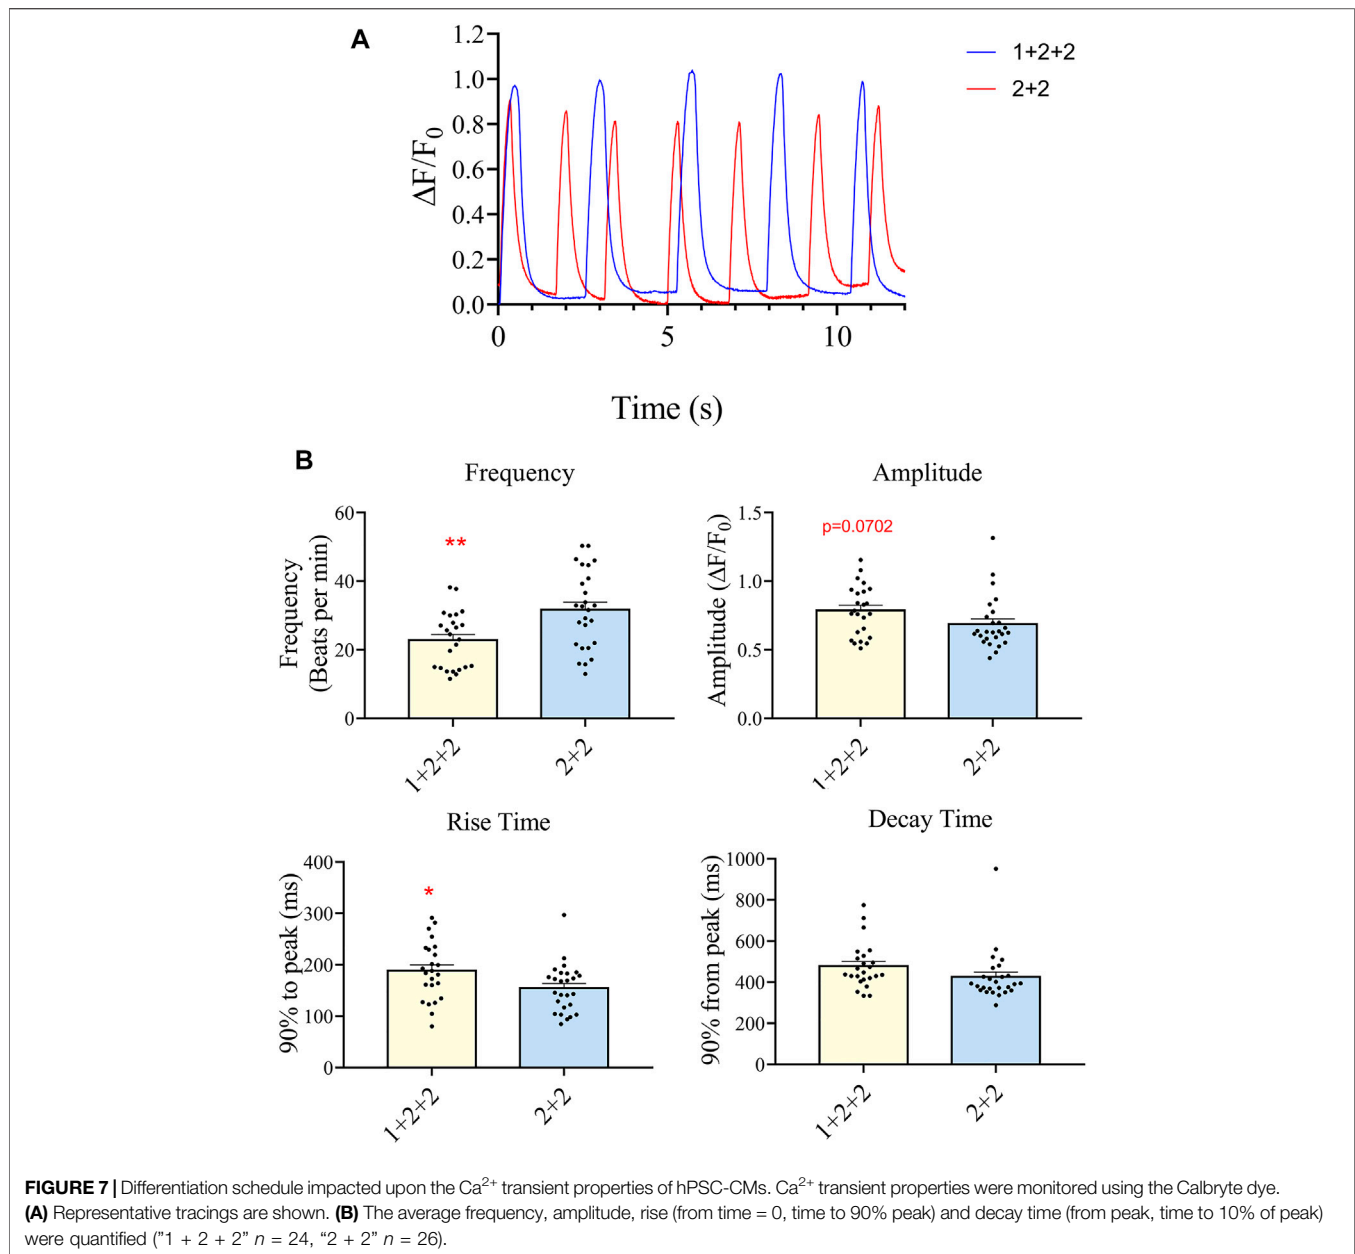 A
1.2
1.0
0.8
0.6
0.4
0.2
0.0
ΔF/F0
0
5
10
Time (s)
1+2+2
2+2
B
Frequency
60
40
20
0
Frequency
(Beats per min)
**
1+2+2
2+2
Amplitude
1.5
1.0
0.5
0.0
Amplitude (ΔF/F0)
p=0.0702
1+2+2
2+2
Rise Time
400
300
200
100
0
90% to peak (ms)
*
1+2+2
2+2
Decay Time
1000
800
600
400
200
0
90% from peak (ms)
1+2+2
2+2
FIGURE 7 | Differentiation schedule impacted upon the Ca2+ transient properties of hPSC-CMs. Ca2+ transient properties were monitored using the Calbryte dye.
(A) Representative tracings are shown. (B) The average frequency, amplitude, rise (from time = 0, time to 90% peak) and decay time (from peak, time to 10% of peak)
were quantified ("1 + 2 + 2" n = 24, "2 + 2" n = 26).